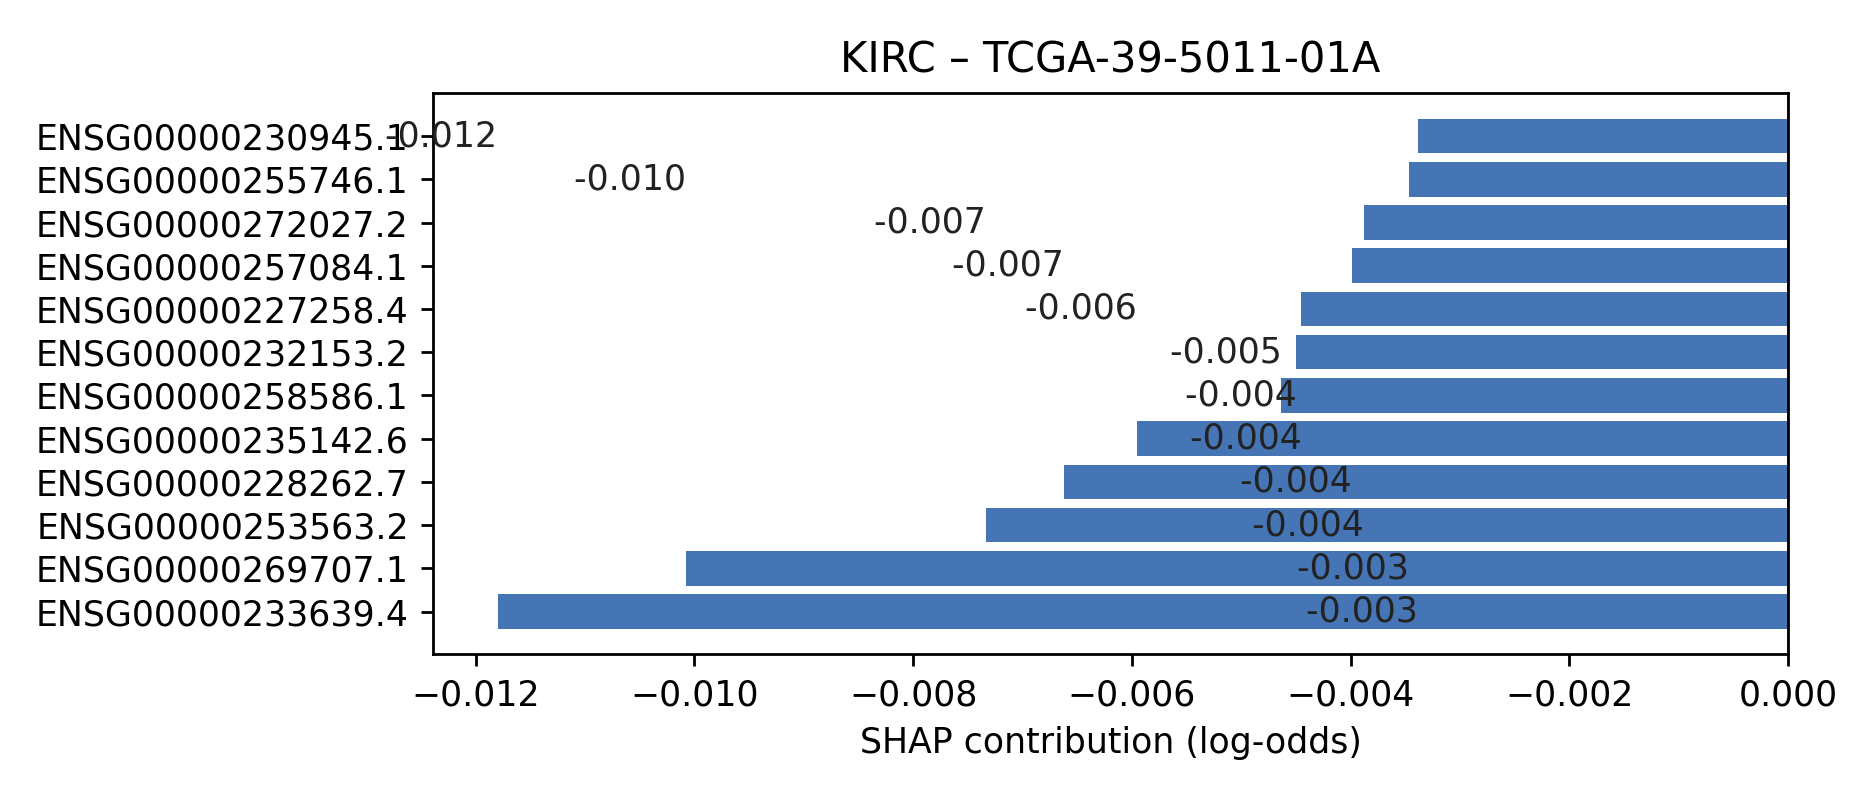 KIRC – TCGA-39-5011-01A
ENSG00000230945.1 -0.012
ENSG00000255746.1 -0.010
ENSG00000272027.2 -0.007
ENSG00000257084.1 -0.007
ENSG00000227258.4 -0.006
ENSG00000232153.2 -0.005
ENSG00000258586.1 -0.004
ENSG00000235142.6 -0.004
ENSG00000228262.7 -0.004
ENSG00000253563.2 -0.004
ENSG00000269707.1 -0.003
ENSG00000233639.4 -0.003
−0.012 −0.010 −0.008 −0.006 −0.004 −0.002 0.000
SHAP contribution (log-odds)